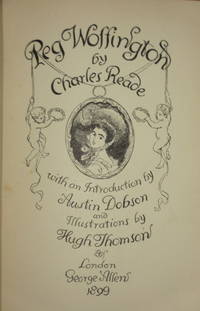 Peg Woffington
by
Charles Reade
with an Introduction by
Austin Dobson
and
Illustrations by
Hugh Thomson
London
George Allen
1899